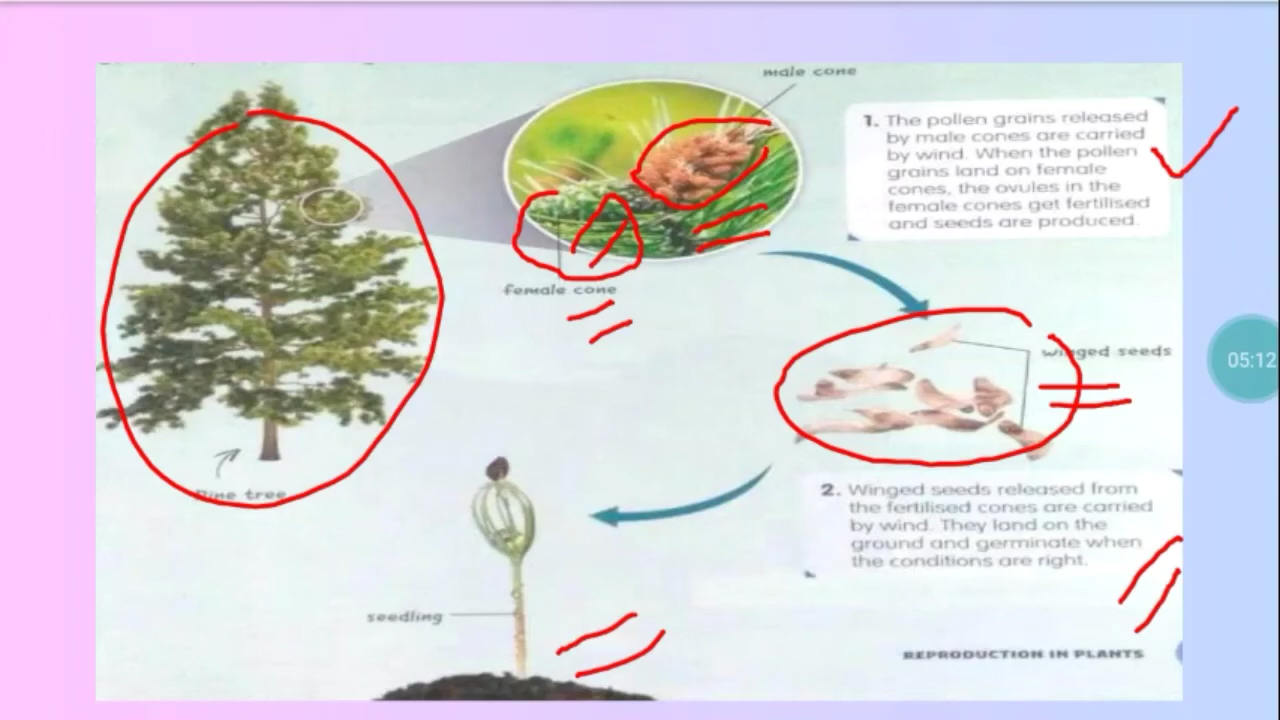 male cone
1. The pollen grains released
by male cones are carried
by wind. When the pollen
grains land on female
cones, the ovules in the
female cones get fertilised
and seeds are produced.
female cone
winged seeds
05:12
Pine tree
2. Winged seeds released from
the fertilised cones are carried
by wind. They land on the
ground and germinate when
the conditions are right.
seedling
REPRODUCTION IN PLANTS